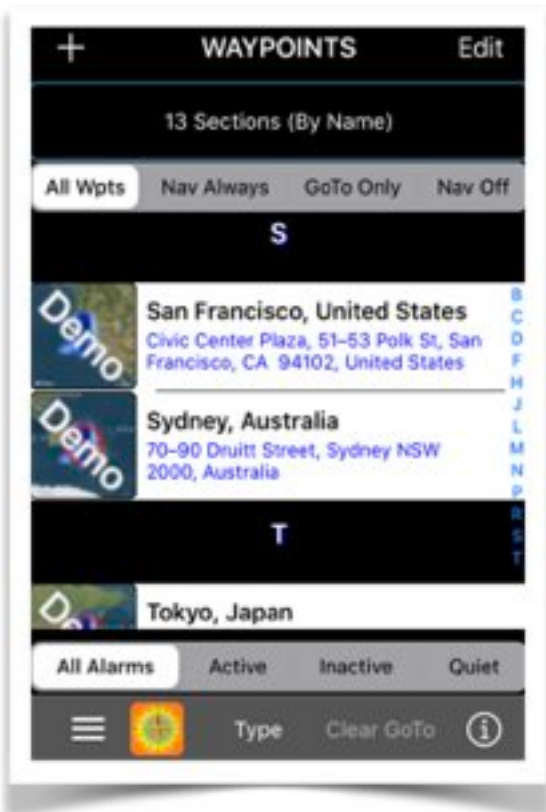 + WAYPOINTS Edit
13 Sections (By Name)
All Wpts Nav Always GoTo Only Nav Off
S
Demo
San Francisco, United States
Civic Center Plaza, 51–53 Polk St, San
Francisco, CA 94102, United States
Demo
Sydney, Australia
70–90 Druitt Street, Sydney NSW
2000, Australia
T
Tokyo, Japan
B
C
D
F
H
J
L
M
N
P
R
S
T
All Alarms Active Inactive Quiet
Type Clear GoTo